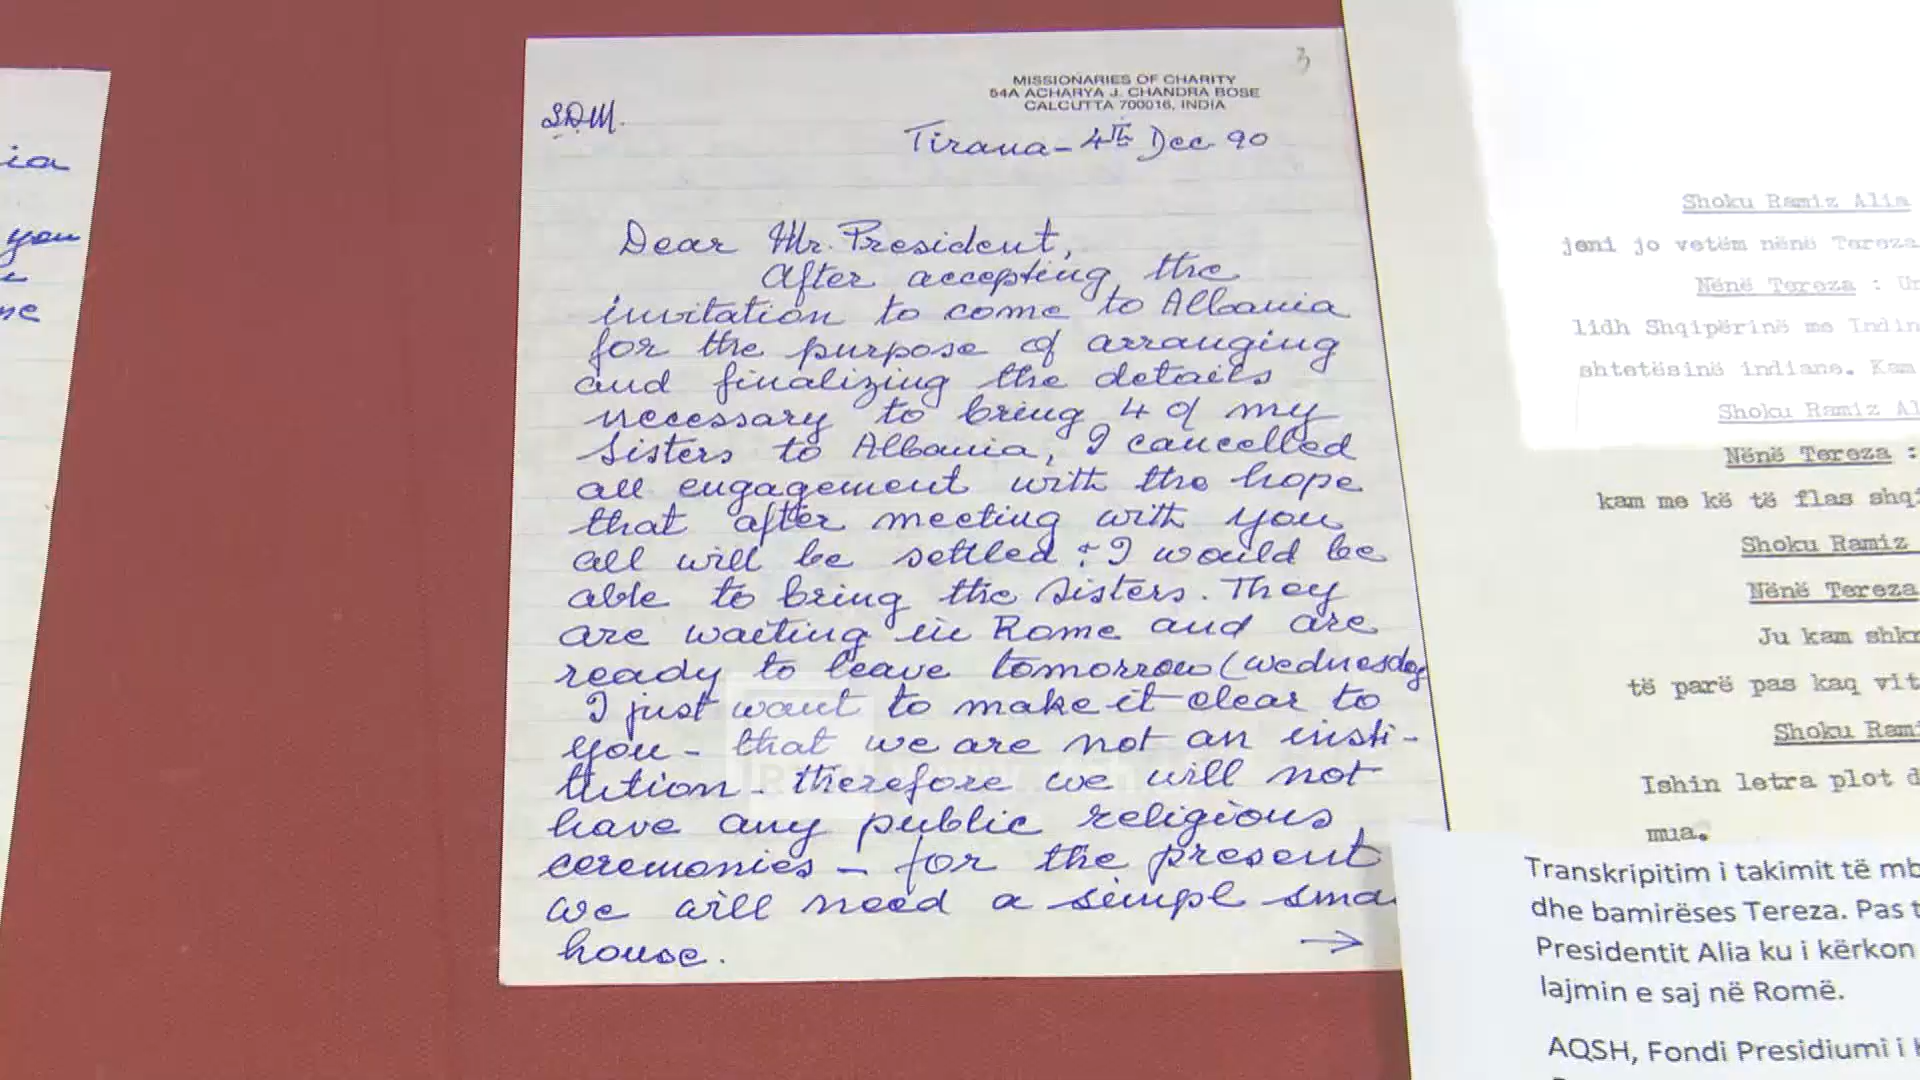 ia
you
ne
3
MISSIONARIES OF CHARITY
54A ACHARYA J. CHANDRA BOSE
CALCUTTA 700016, INDIA
Tirana - 4th Dec 90
Dear Mr. President,
After accepting the
invitation to come to Albania
for the purpose of arranging
and finalizing the details
necessary to bring 4 of my
Sisters to Albania, I cancelled
all engagement with the hope
that after meeting with you
all will be settled & I would be
able to bring the Sisters. They
are waiting in Rome and are
ready to leave tomorrow (Wednesday
I just want to make it clear to
you - that we are not an insti-
tution - therefore we will not
have any public religious
ceremonies - for the present
we will need a simpl sma
house.
→
Shoku Ramiz Alia
jeni jo vetëm nënë Tereza
Nënë Tereza : Un
lidh Shqipërinë me Indin
shtetësinë indiane. Kam
Shoku Ramiz Al
Nënë Tereza :
kam me kë të flas shqi
Shoku Ramiz
Nënë Tereza
Ju kam shkr
të parë pas kaq vit
Shoku Rami
Ishin letra plot d
mua.
Transkripitim i takimit të mb
dhe bamirëses Tereza. Pas t
Presidentit Alia ku i kërkon
lajmin e saj në Romë.
AQSH, Fondi Presidiumi i